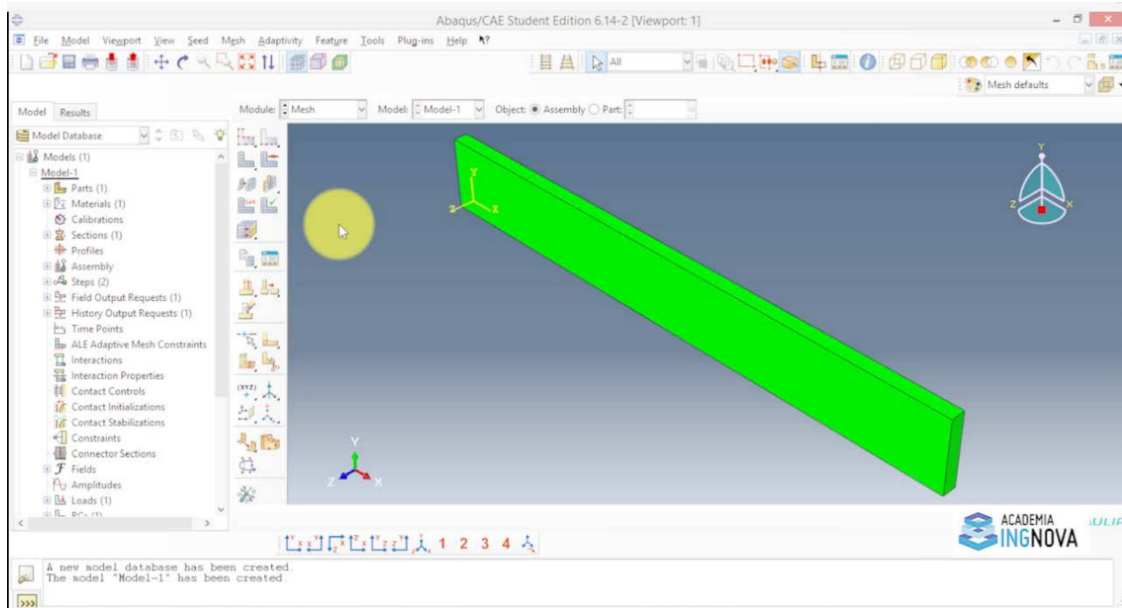 Abaqus/CAE Student Edition 6.14-2 [Viewport: 1]
File Model Viewport View Seed Mesh Adaptivity Feature Tools Plug-ins Help
All
Mesh defaults
Model Results
Module: Mesh Model: Model-1 Object: Assembly Part:
Model Database
Models (1)
Model-1
Parts (1)
Materials (1)
Calibrations
Sections (1)
Profiles
Assembly
Steps (2)
Field Output Requests (1)
History Output Requests (1)
Time Points
ALE Adaptive Mesh Constraints
Interactions
Interaction Properties
Contact Controls
Contact Initializations
Contact Stabilizations
Constraints
Connector Sections
Fields
Amplitudes
Loads (1)
BCs (1)
(XYZ)
Y
Z X
Y
Z X
Y
Z X
ACADEMIA
INGNOVA
1 2 3 4
A new model database has been created.
The model "Model-1" has been created.
>>>